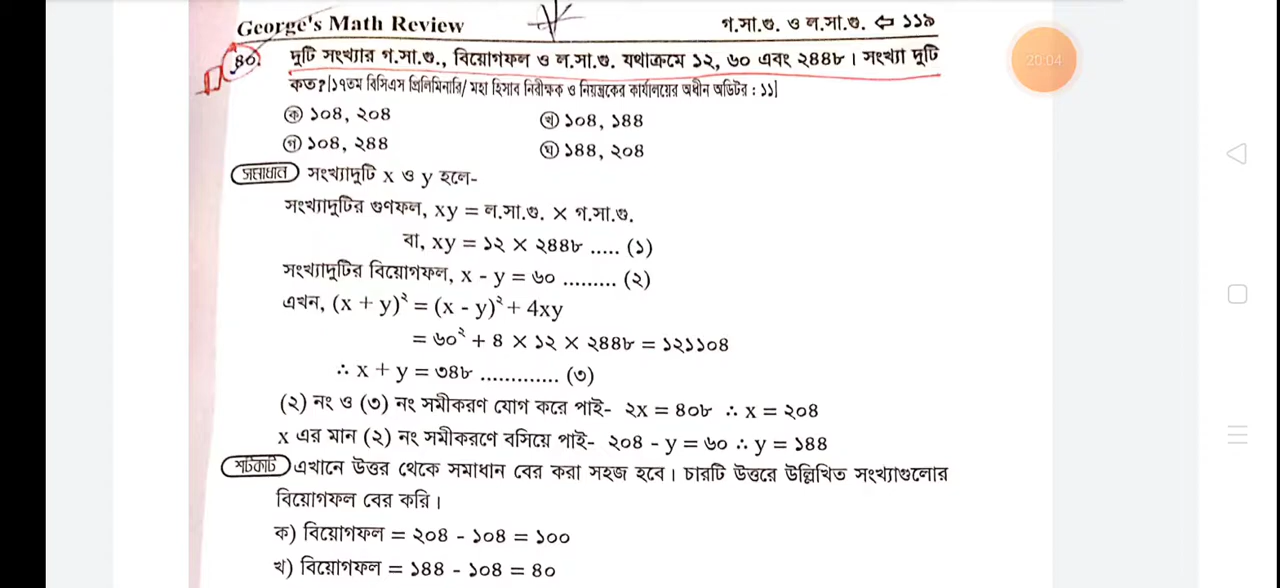 George's Math Review
গ.সা.গু. ও ল.সা.গু. ⇦ ১১৯
৪০. দুটি সংখ্যার গ.সা.গু., বিয়োগফল ও ল.সা.গু. যথাক্রমে ১২, ৬০ এবং ২৪৪৮। সংখ্যা দুটি
কত? [১৭তম বিসিএস প্রিলিমিনারি/ মহা হিসাব নিরীক্ষক ও নিয়ন্ত্রকের কার্যালয়ের অধীন অডিটর : ১১]
20:04
ক ১০৪, ২০৪ খ ১০৪, ১৪৪
গ ১০৪, ২৪৪ ঘ ১৪৪, ২০৪
সমাধান সংখ্যাদুটি x ও y হলে-
সংখ্যাদুটির গুণফল, xy = ল.সা.গু. × গ.সা.গু.
বা, xy = ১২ × ২৪৪৮ ..... (১)
সংখ্যাদুটির বিয়োগফল, x - y = ৬০ ......... (২)
এখন, (x + y)² = (x - y)² + 4xy
= ৬০² + ৪ × ১২ × ২৪৪৮ = ১২১১০৪
∴ x + y = ৩৪৮ ............. (৩)
(২) নং ও (৩) নং সমীকরণ যোগ করে পাই- ২x = ৪০৮ ∴ x = ২০৪
x এর মান (২) নং সমীকরণে বসিয়ে পাই- ২০৪ - y = ৬০ ∴ y = ১৪৪
শর্টকাট এখানে উত্তর থেকে সমাধান বের করা সহজ হবে। চারটি উত্তরে উল্লিখিত সংখ্যাগুলোর
বিয়োগফল বের করি।
ক) বিয়োগফল = ২০৪ - ১০৪ = ১০০
খ) বিয়োগফল = ১৪৪ - ১০৪ = ৪০